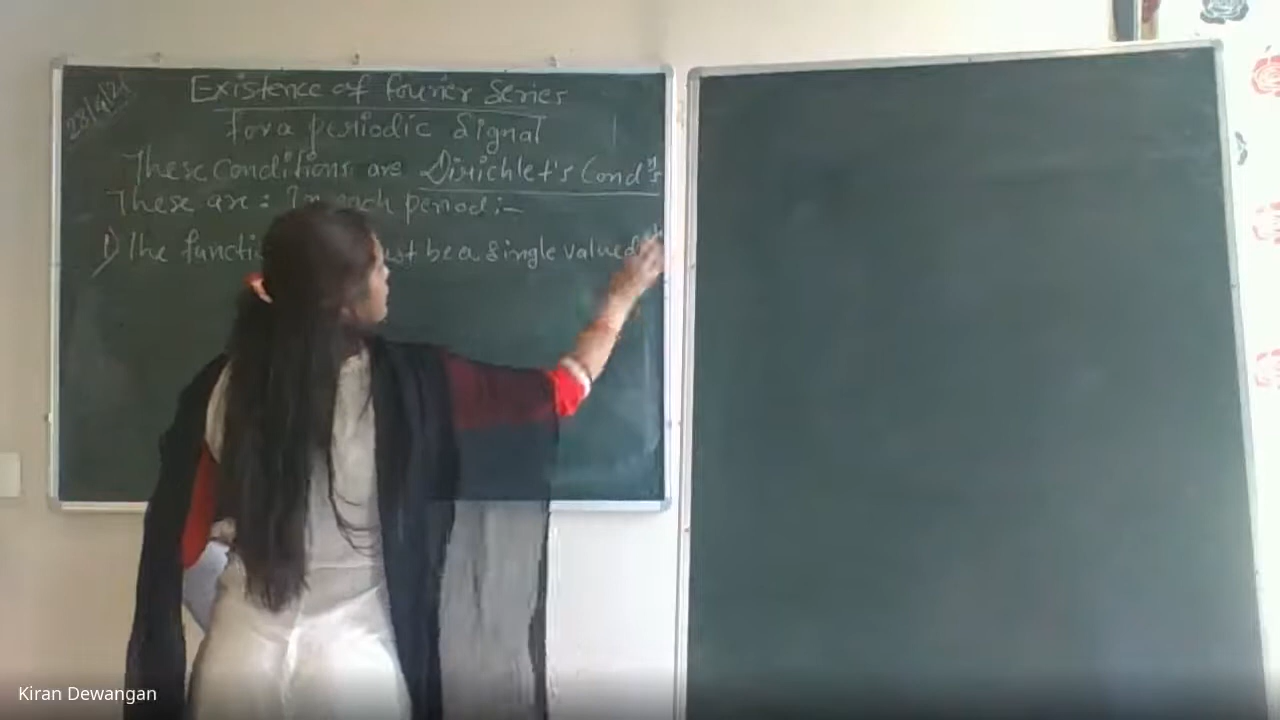 23/4/21
Existence of Fourier Series
for a periodic Signal
These Conditions are Dirichlet's Condⁿs
These are: In each period:-
1) The functi ust be a single valued
Kiran Dewangan